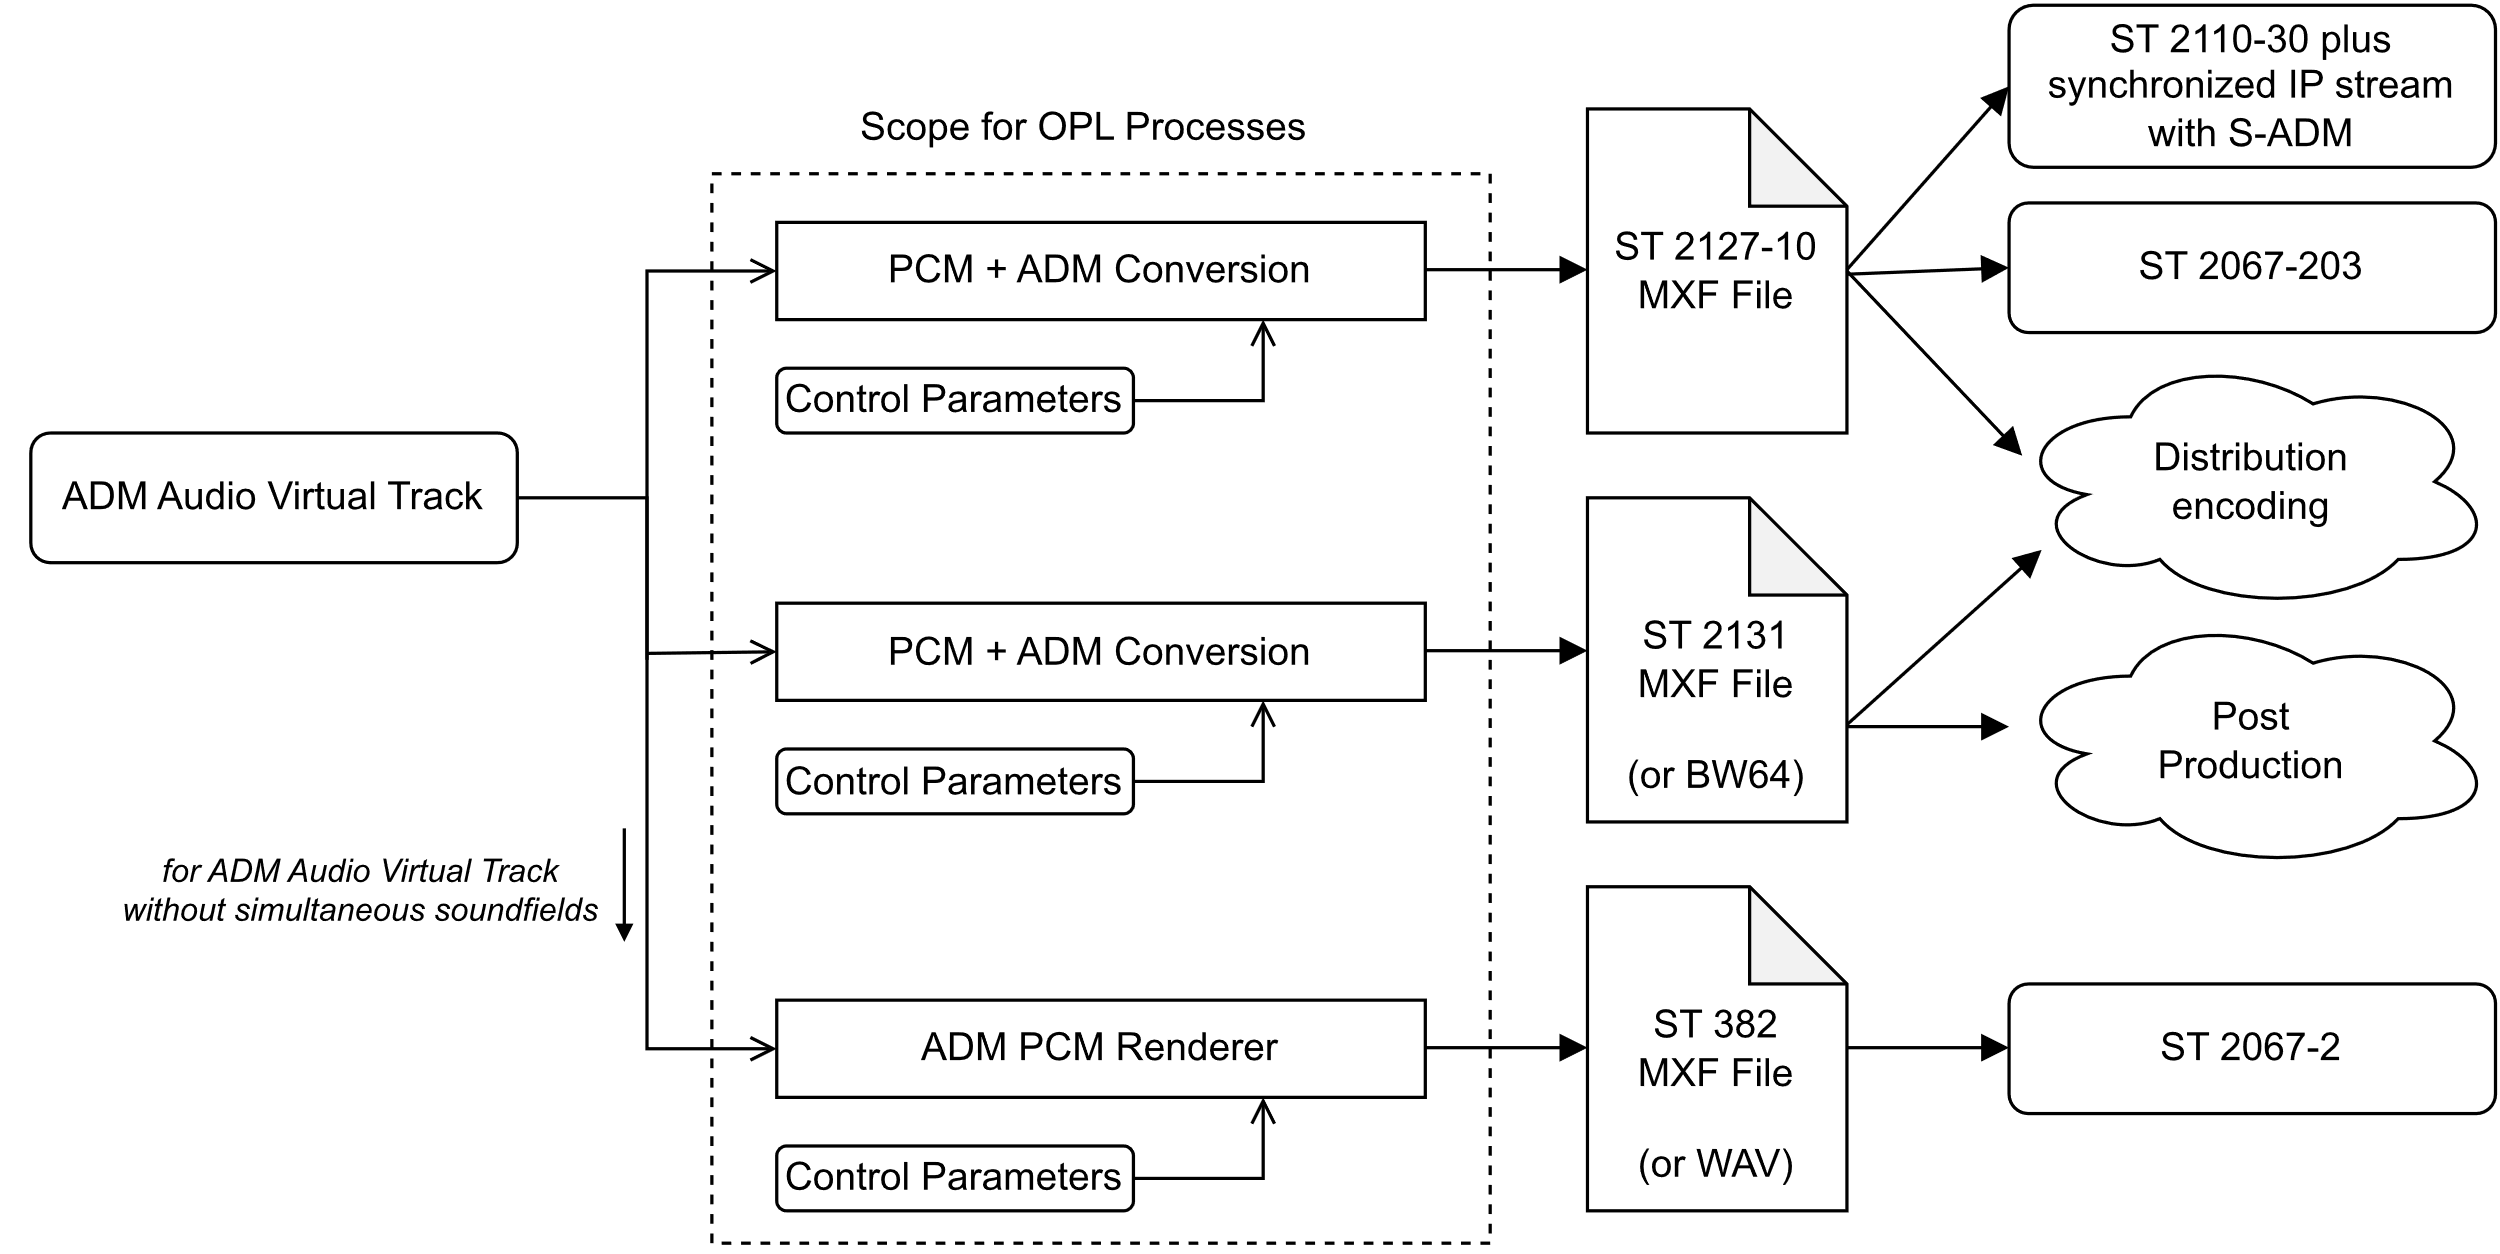 Scope for OPL Processes
ADM Audio Virtual Track
for ADM Audio Virtual Track
without simultaneous soundfields
PCM + ADM Conversion
Control Parameters
PCM + ADM Conversion
Control Parameters
ADM PCM Renderer
Control Parameters
ST 2127-10
MXF File
ST 2131
MXF File
(or BW64)
ST 382
MXF File
(or WAV)
ST 2110-30 plus
synchronized IP stream
with S-ADM
ST 2067-203
Distribution
encoding
Post
Production
ST 2067-2